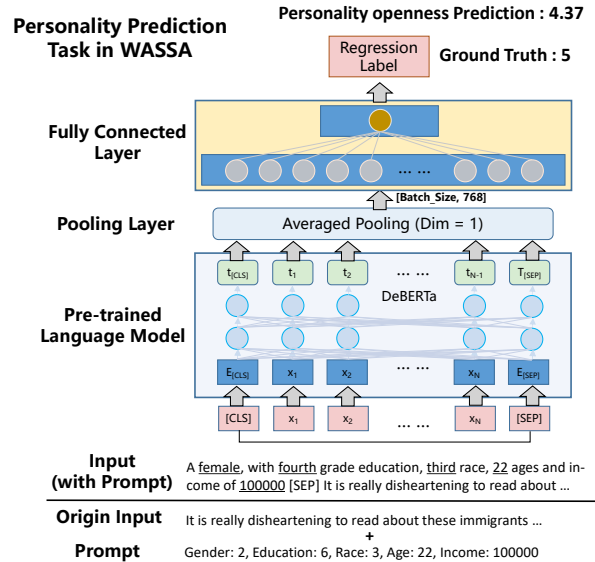 Personality openness Prediction : 4.37
Personality Prediction
Task in WASSA
Regression
Label
Ground Truth : 5
Fully Connected
Layer
... ...
[Batch_Size, 768]
Pooling Layer
Averaged Pooling (Dim = 1)
t[CLS] t1 t2 ... ... tN-1 T[SEP]
DeBERTa
Pre-trained
Language Model
E[CLS] x1 x2 ... ... xN E[SEP]
[CLS] x1 x2 ... ... xN [SEP]
Input
(with Prompt)
A female, with fourth grade education, third race, 22 ages and in-
come of 100000 [SEP] It is really disheartening to read about ...
Origin Input
It is really disheartening to read about these immigrants ...
+
Prompt
Gender: 2, Education: 6, Race: 3, Age: 22, Income: 100000